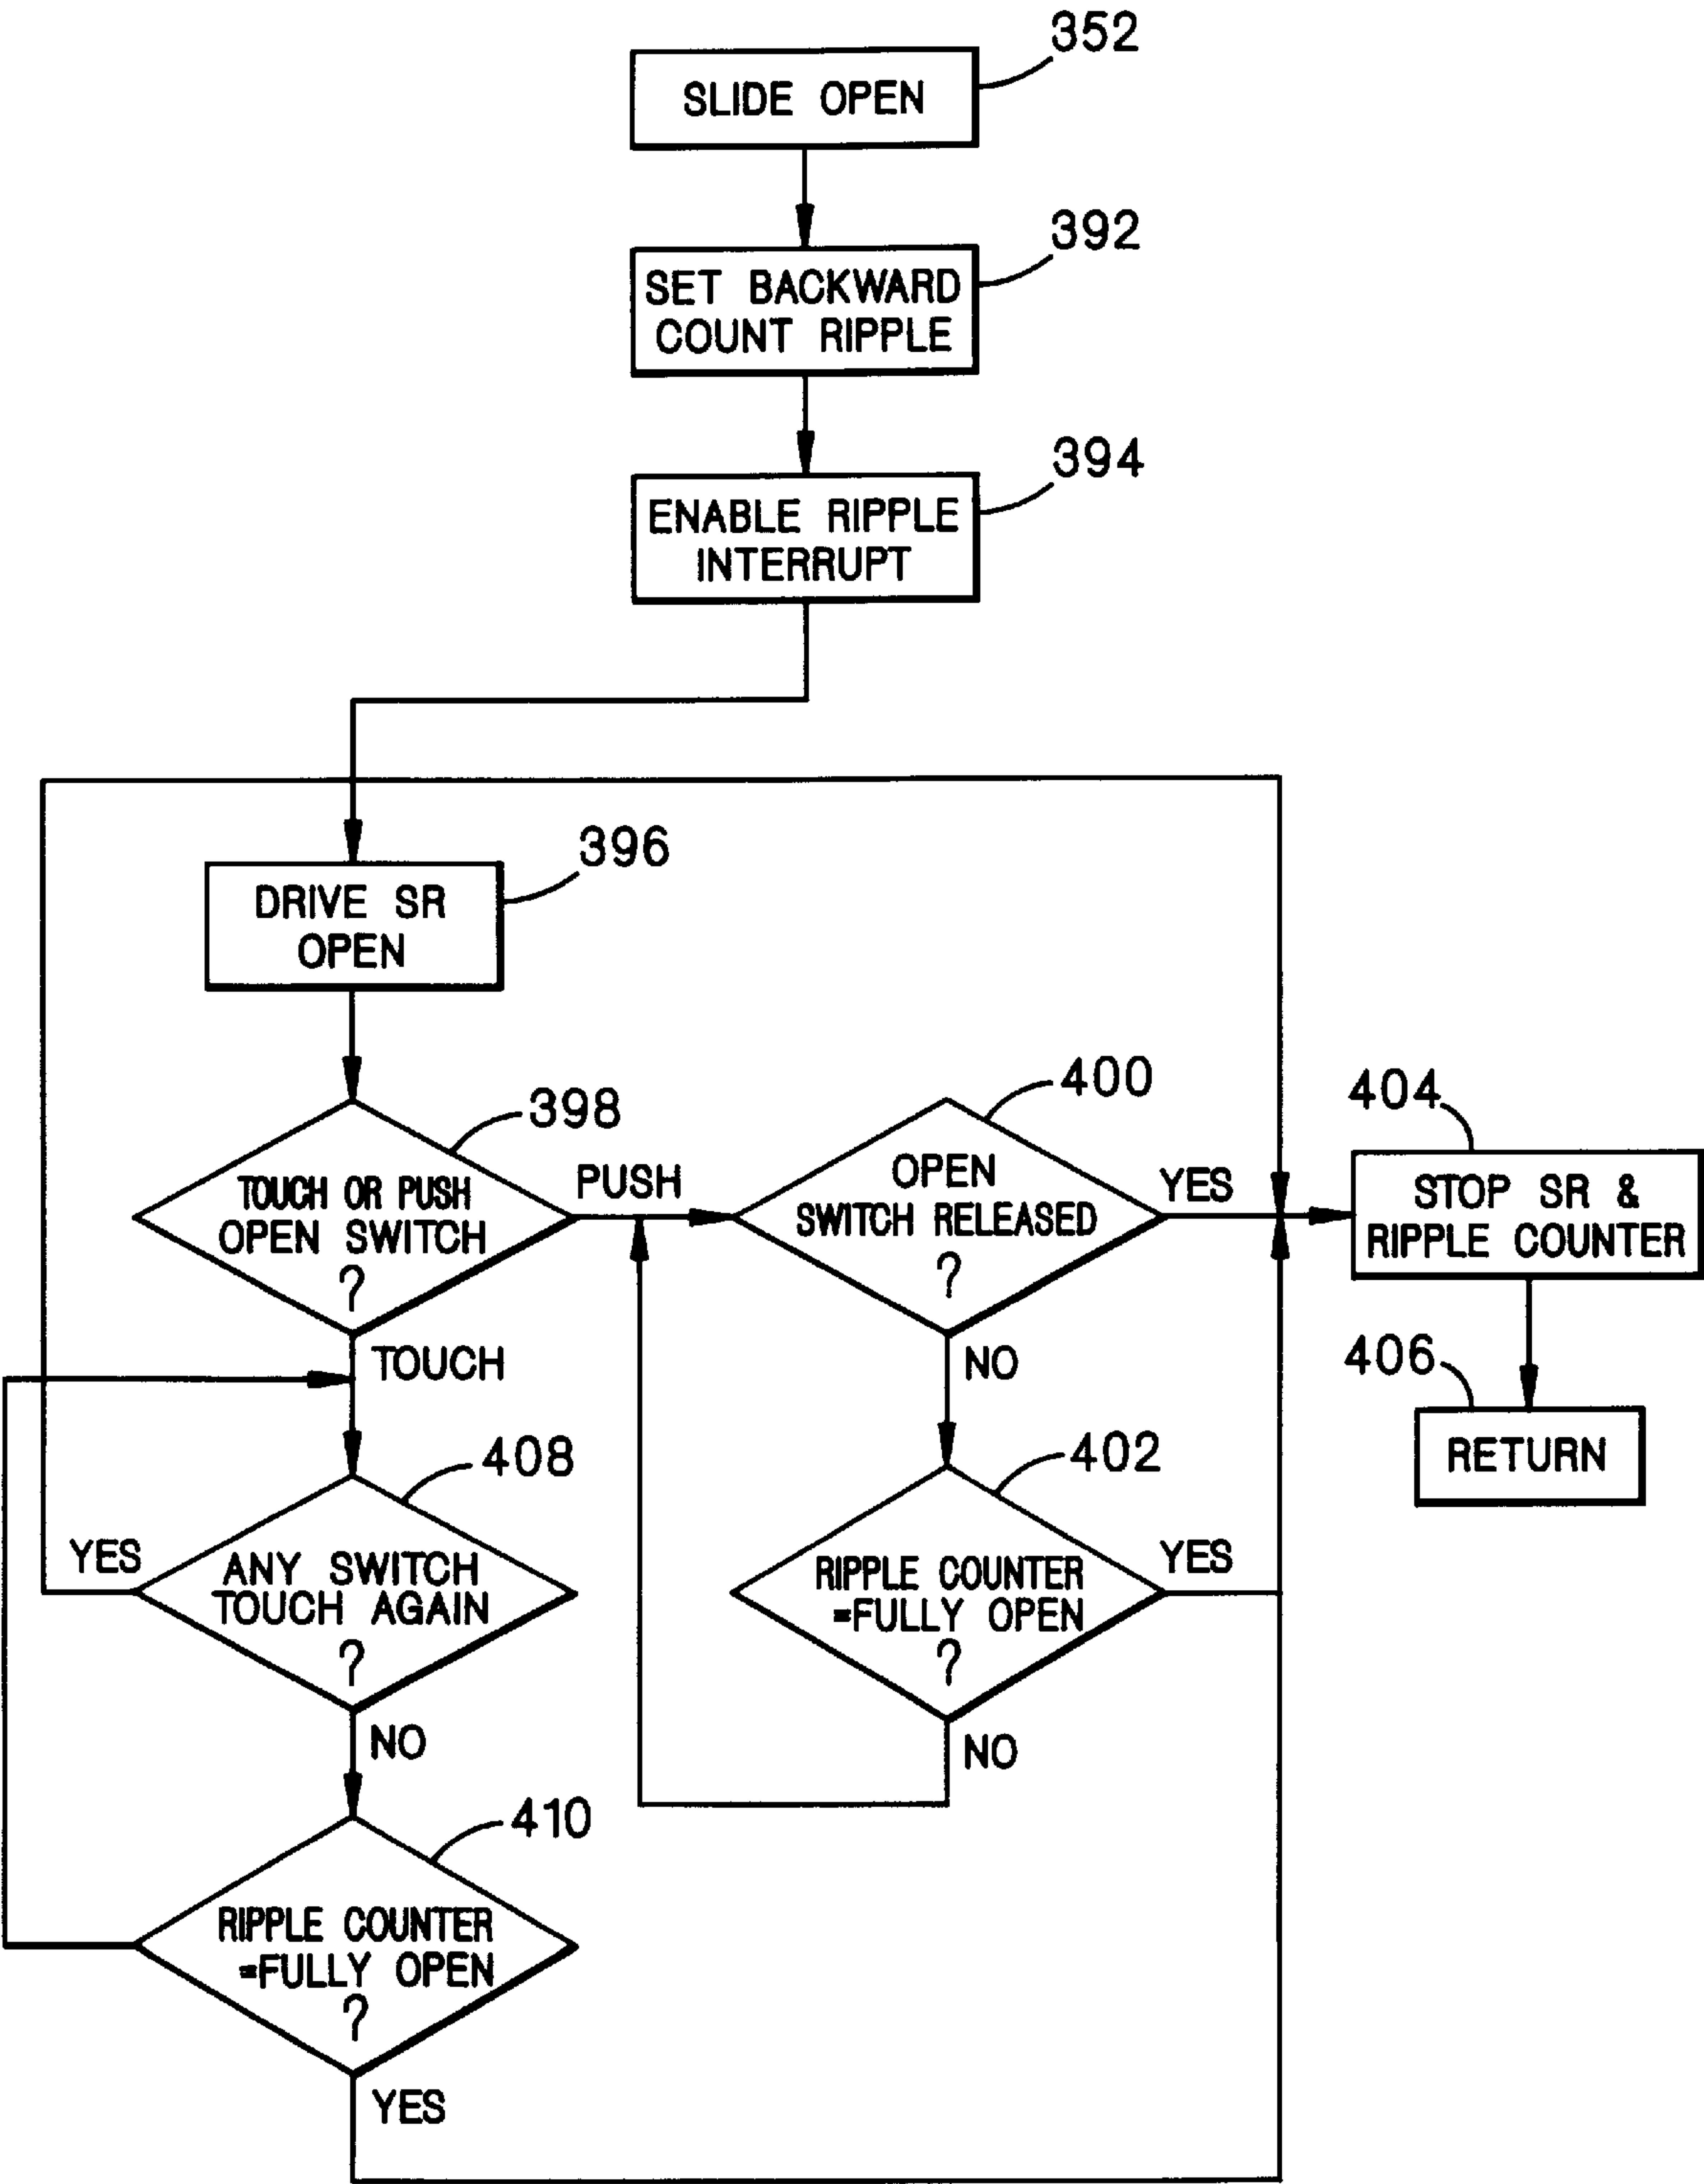 352
SLIDE OPEN
392
SET BACKWARD
COUNT RIPPLE
394
ENABLE RIPPLE
INTERRUPT
396
DRIVE SR
OPEN
398
TOUCH OR PUSH
OPEN SWITCH
?
PUSH
TOUCH
400
OPEN
SWITCH RELEASED
?
YES
NO
404
STOP SR &
RIPPLE COUNTER
406
RETURN
408
ANY SWITCH
TOUCH AGAIN
?
YES
NO
402
RIPPLE COUNTER
=FULLY OPEN
?
YES
NO
410
RIPPLE COUNTER
=FULLY OPEN
?
YES